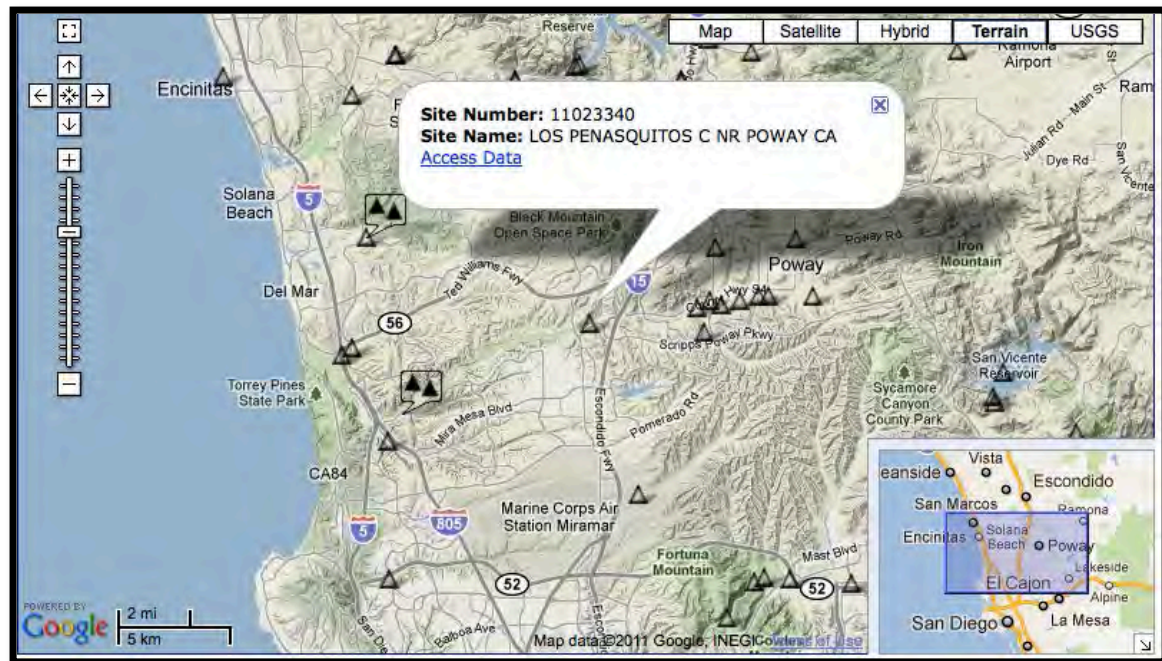 Reserve
Map
Satellite
Hybrid
Terrain
USGS
Ramona
Airport
Encinitas
Ram
Site Number: 11023340
Site Name: LOS PENASQUITOS C NR POWAY CA
Access Data
Main St
Julian Rd
Dye Rd
San Vicente
Solana
Beach
5
Black Mountain
Open Space Park
Poway Rd
Iron
Mountain
Poway
15
Ted Williams Fwy
Del Mar
56
Scripps Poway Pkwy
San Vicente
Reservoir
Torrey Pines
State Park
Sycamore
Canyon
County Park
Mira Mesa Blvd
Escondido Fwy
Pomerado Rd
CA84
Marine Corps Air
Station Miramar
5
805
Fortuna
Mountain
Mast Blvd
52
52
Balboa Ave
Vista
eanside
Escondido
San Marcos
Ramona
Encinitas
Solana
Beach
Poway
Lakeside
El Cajon
Alpine
San Diego
La Mesa
POWERED BY
Google
2 mi
5 km
Map data ©2011 Google, INEGI
Terms of Use